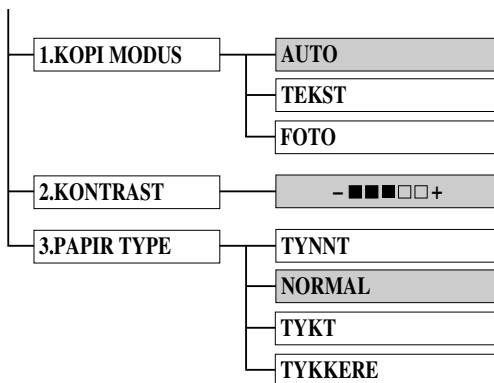 1.KOPI MODUS
AUTO
TEKST
FOTO
2.KONTRAST
– ■■■□□+
3.PAPIR TYPE
TYNNT
NORMAL
TYKT
TYKKERE